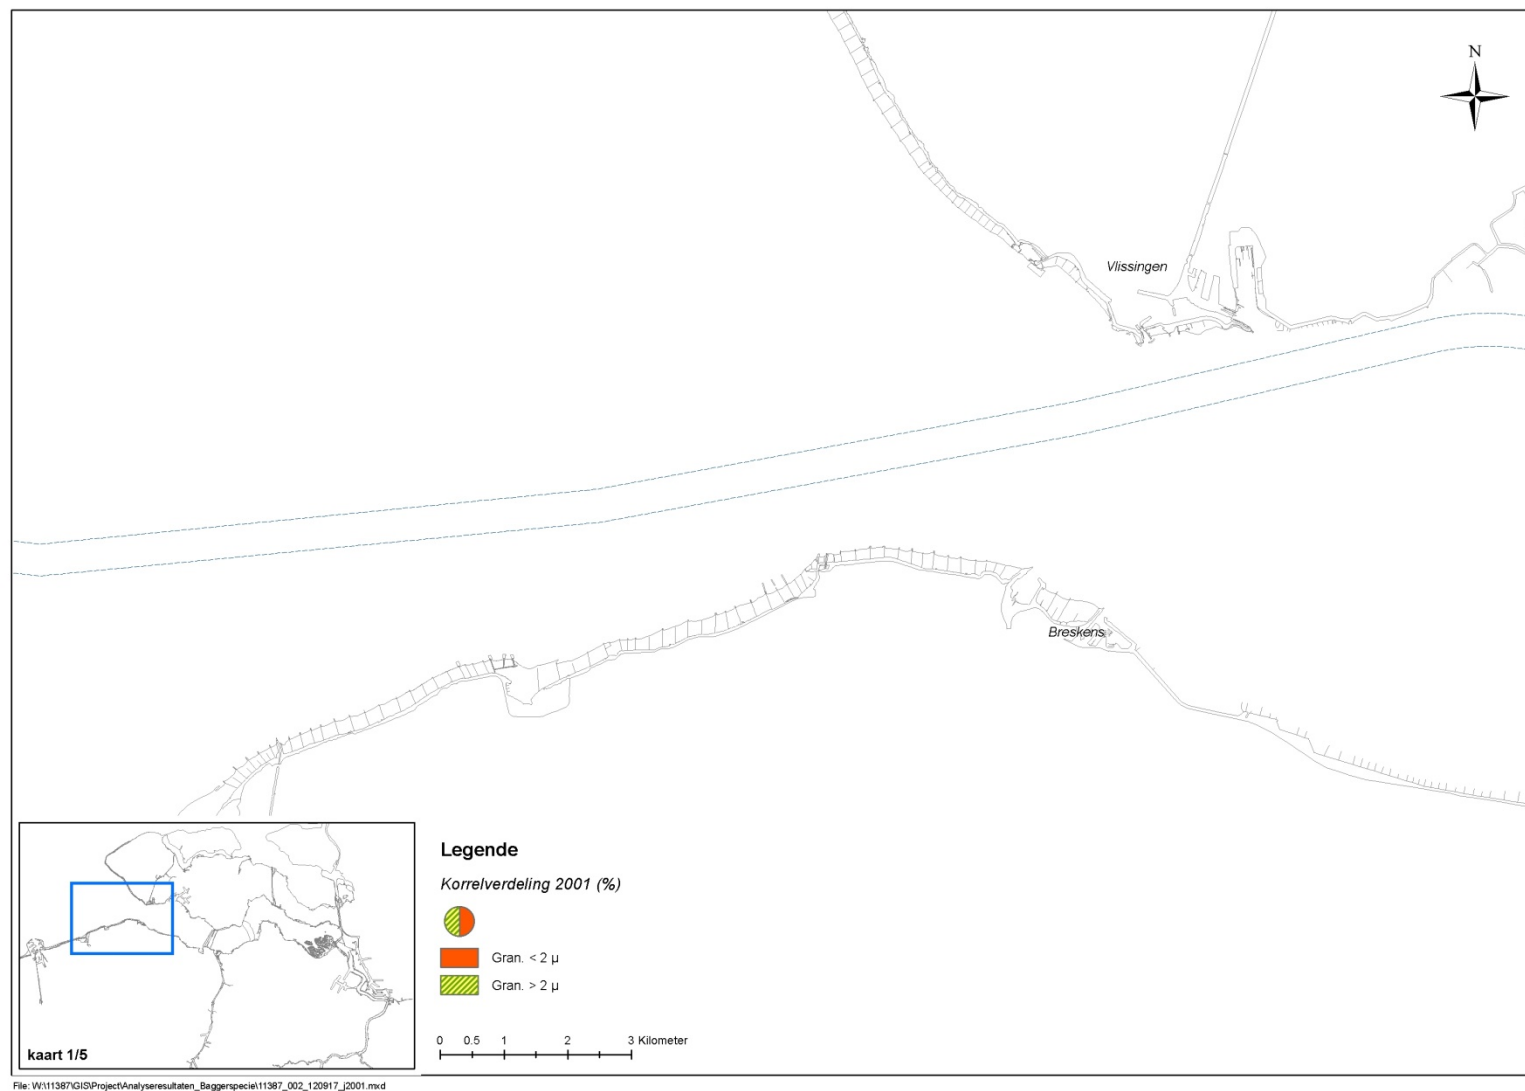 N
Vlissingen
Breskens
Legende
Korrelverdeling 2001 (%)
Gran. < 2 µ
Gran. > 2 µ
0 0.5 1 2 3 Kilometer
kaart 1/5
File: W:\11387\GIS\Project\Analyseresultaten_Baggerspecie\11387_002_120917_j2001.mxd